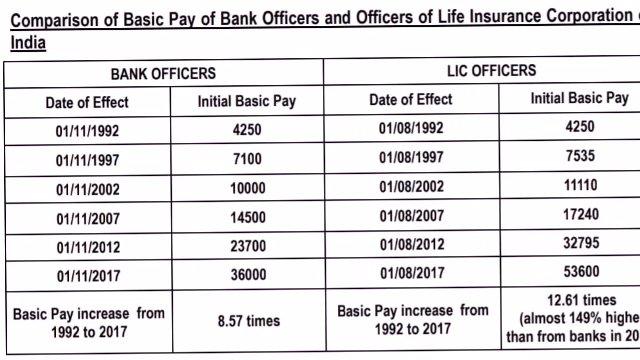 Comparison of Basic Pay of Bank Officers and Officers of Life Insurance Corporation
India
BANK OFFICERS LIC OFFICERS
Date of Effect Initial Basic Pay Date of Effect Initial Basic Pay
01/11/1992 4250 01/08/1992 4250
01/11/1997 7100 01/08/1997 7535
01/11/2002 10000 01/08/2002 11110
01/11/2007 14500 01/08/2007 17240
01/11/2012 23700 01/08/2012 32795
01/11/2017 36000 01/08/2017 53600
Basic Pay increase from
1992 to 2017
8.57 times
Basic Pay increase from
1992 to 2017
12.61 times
(almost 149% highe
than from banks in 20